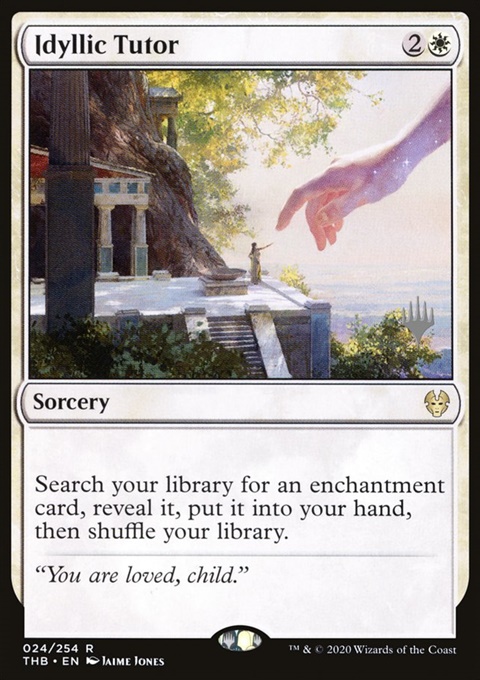 Idyllic Tutor 2
Sorcery
Search your library for an enchantment
card, reveal it, put it into your hand,
then shuffle your library.
“You are loved, child.”
024/254 R
THB • EN Jaime Jones
™ & © 2020 Wizards of the Coast